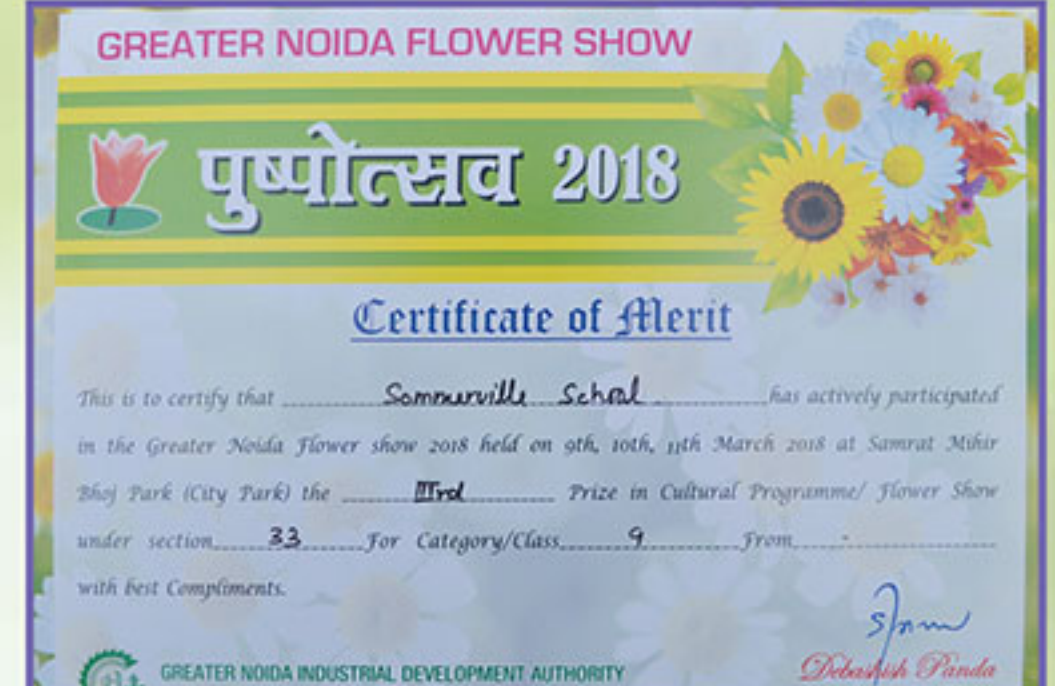 GREATER NOIDA FLOWER SHOW
पुष्पोत्सव 2018
Certificate of Merit
This is to certify that Sommerville School has actively participated
in the Greater Noida Flower show 2018 held on 9th, 10th, 11th March 2018 at Samrat Mihir
Bhoj Park (City Park) the IIIrd Prize in Cultural Programme/ Flower Show
under section 33 For Category/Class 9 From -
with best Compliments.
GREATER NOIDA INDUSTRIAL DEVELOPMENT AUTHORITY
Debashish Panda